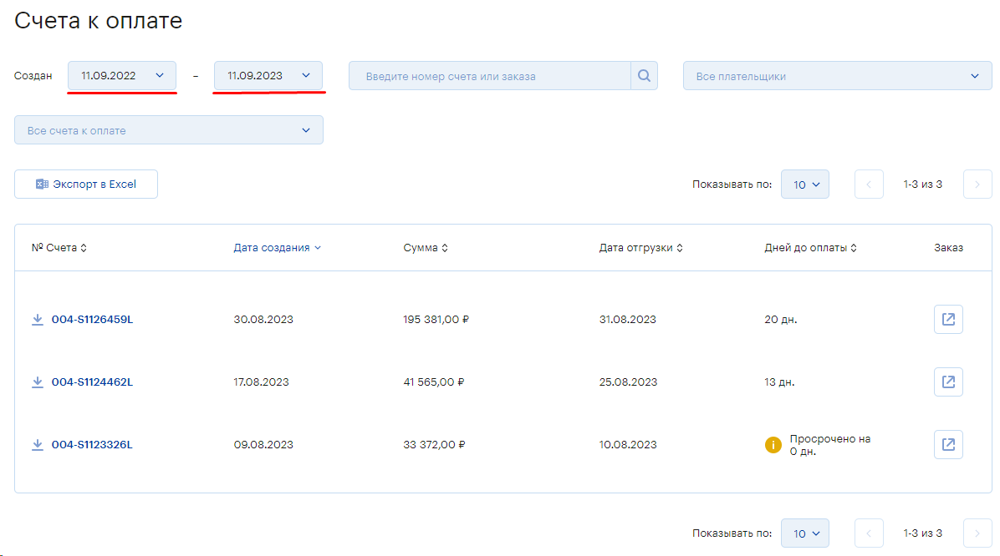 Счета к оплате
Создан 11.09.2022 – 11.09.2023 Введите номер счета или заказа Все плательщики
Все счета к оплате
Экспорт в Excel Показывать по: 10 1-3 из 3
№ Счета Дата создания Сумма Дата отгрузки Дней до оплаты Заказ
004-S1126459L 30.08.2023 195 381,00 ₽ 31.08.2023 20 дн.
004-S1124462L 17.08.2023 41 565,00 ₽ 25.08.2023 13 дн.
004-S1123326L 09.08.2023 33 372,00 ₽ 10.08.2023 Просрочено на
0 дн.
Показывать по: 10 1-3 из 3